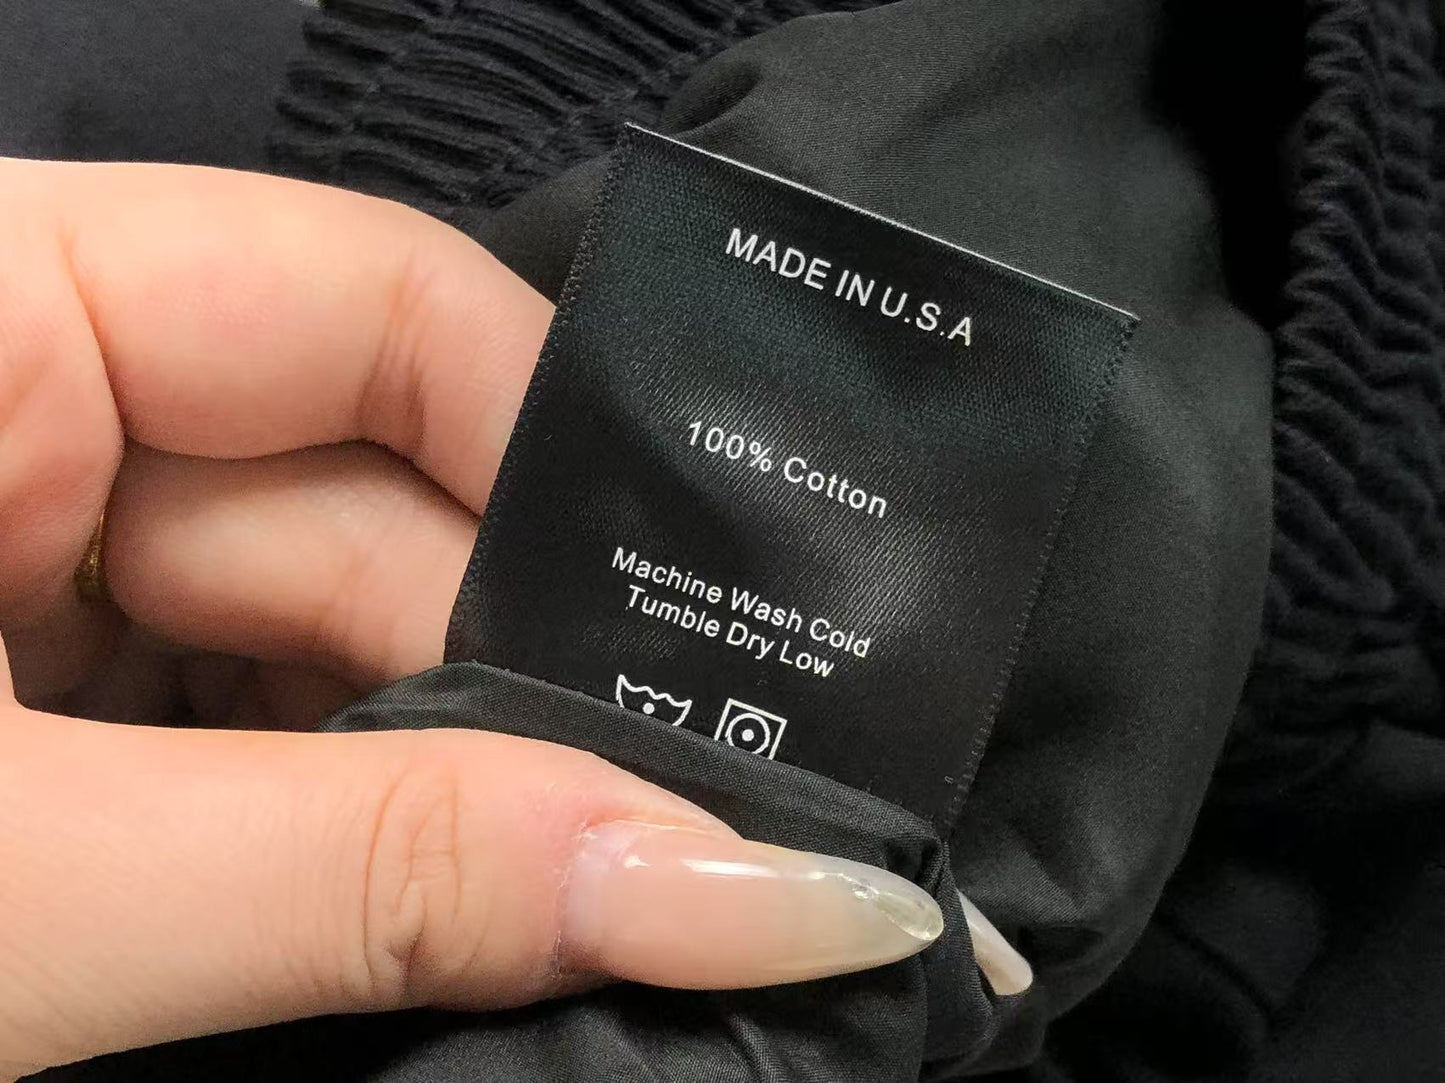 MADE IN U.S.A
100% Cotton
Machine Wash Cold
Tumble Dry Low